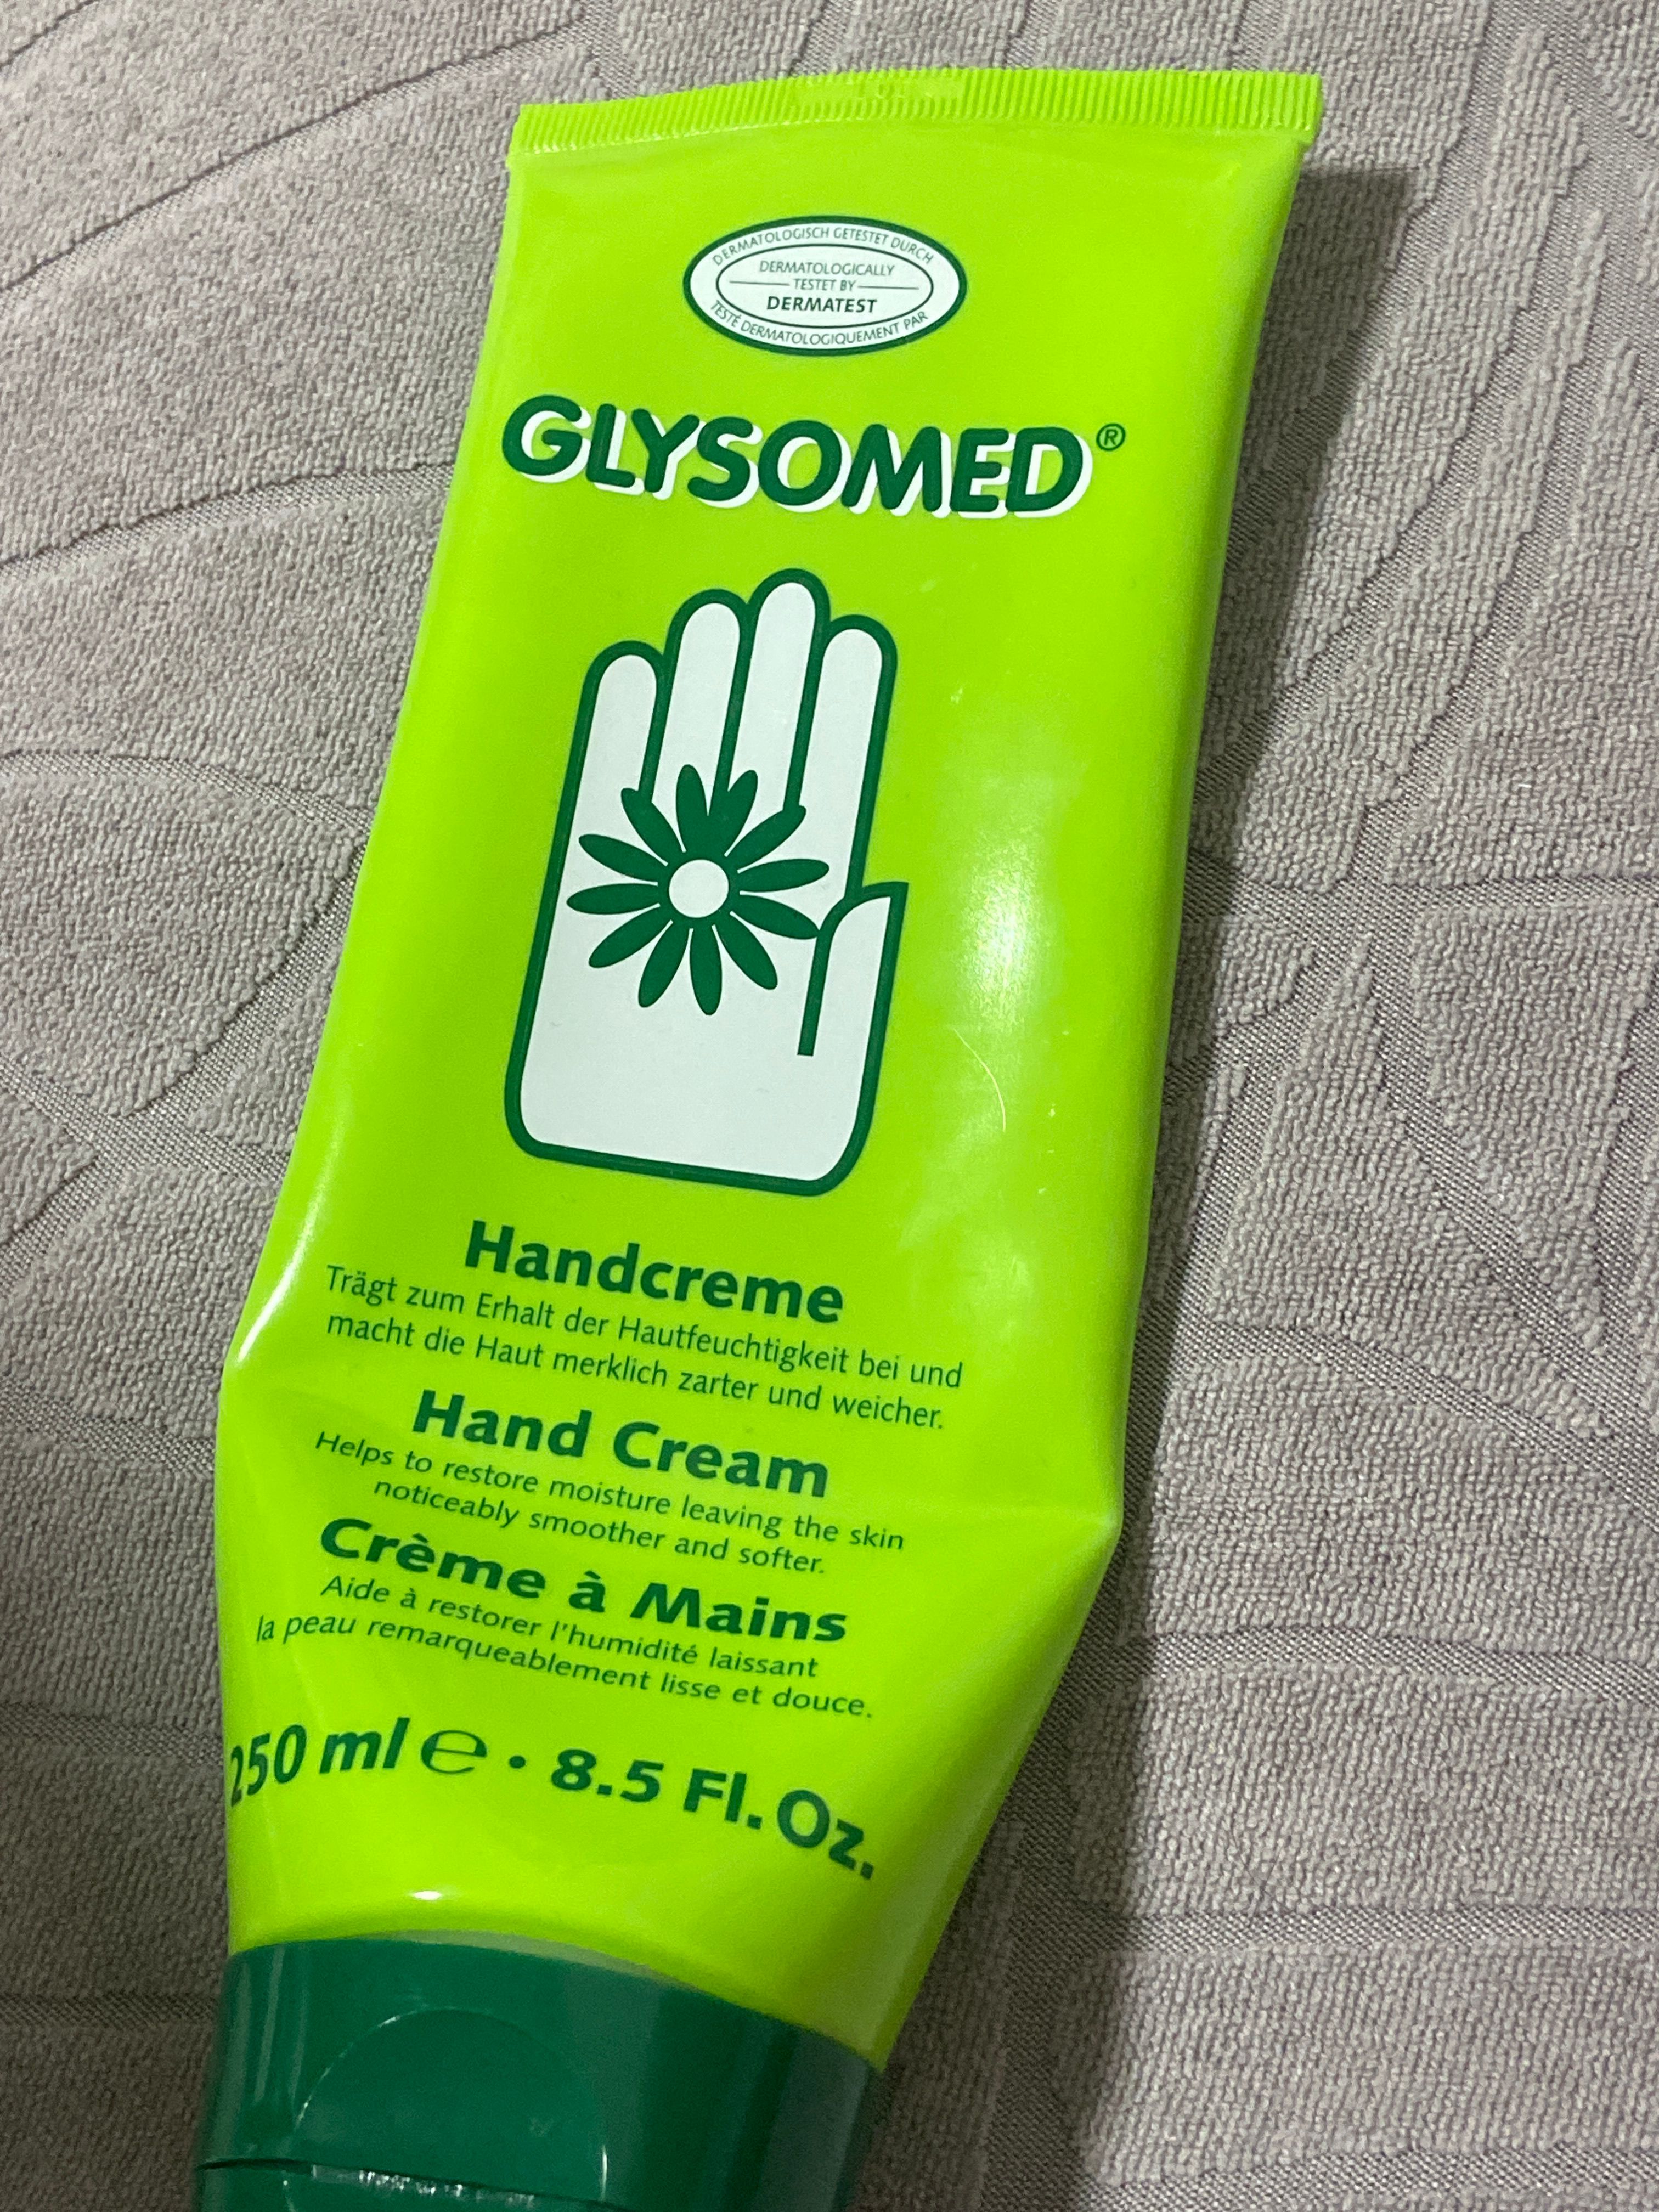 DERMATOLOGISCH GETESTET DURCH
DERMATOLOGICALLY
TESTET BY
DERMATEST
TESTÉ DERMATOLOGIQUEMENT PAR
GLYSOMED®
Handcreme
Trägt zum Erhalt der Hautfeuchtigkeit bei und
macht die Haut merklich zarter und weicher.
Hand Cream
Helps to restore moisture leaving the skin
noticeably smoother and softer.
Crème à Mains
Aide à restorer l'humidité laissant
la peau remarqueablement lisse et douce.
250 ml ℮ • 8.5 Fl. Oz.